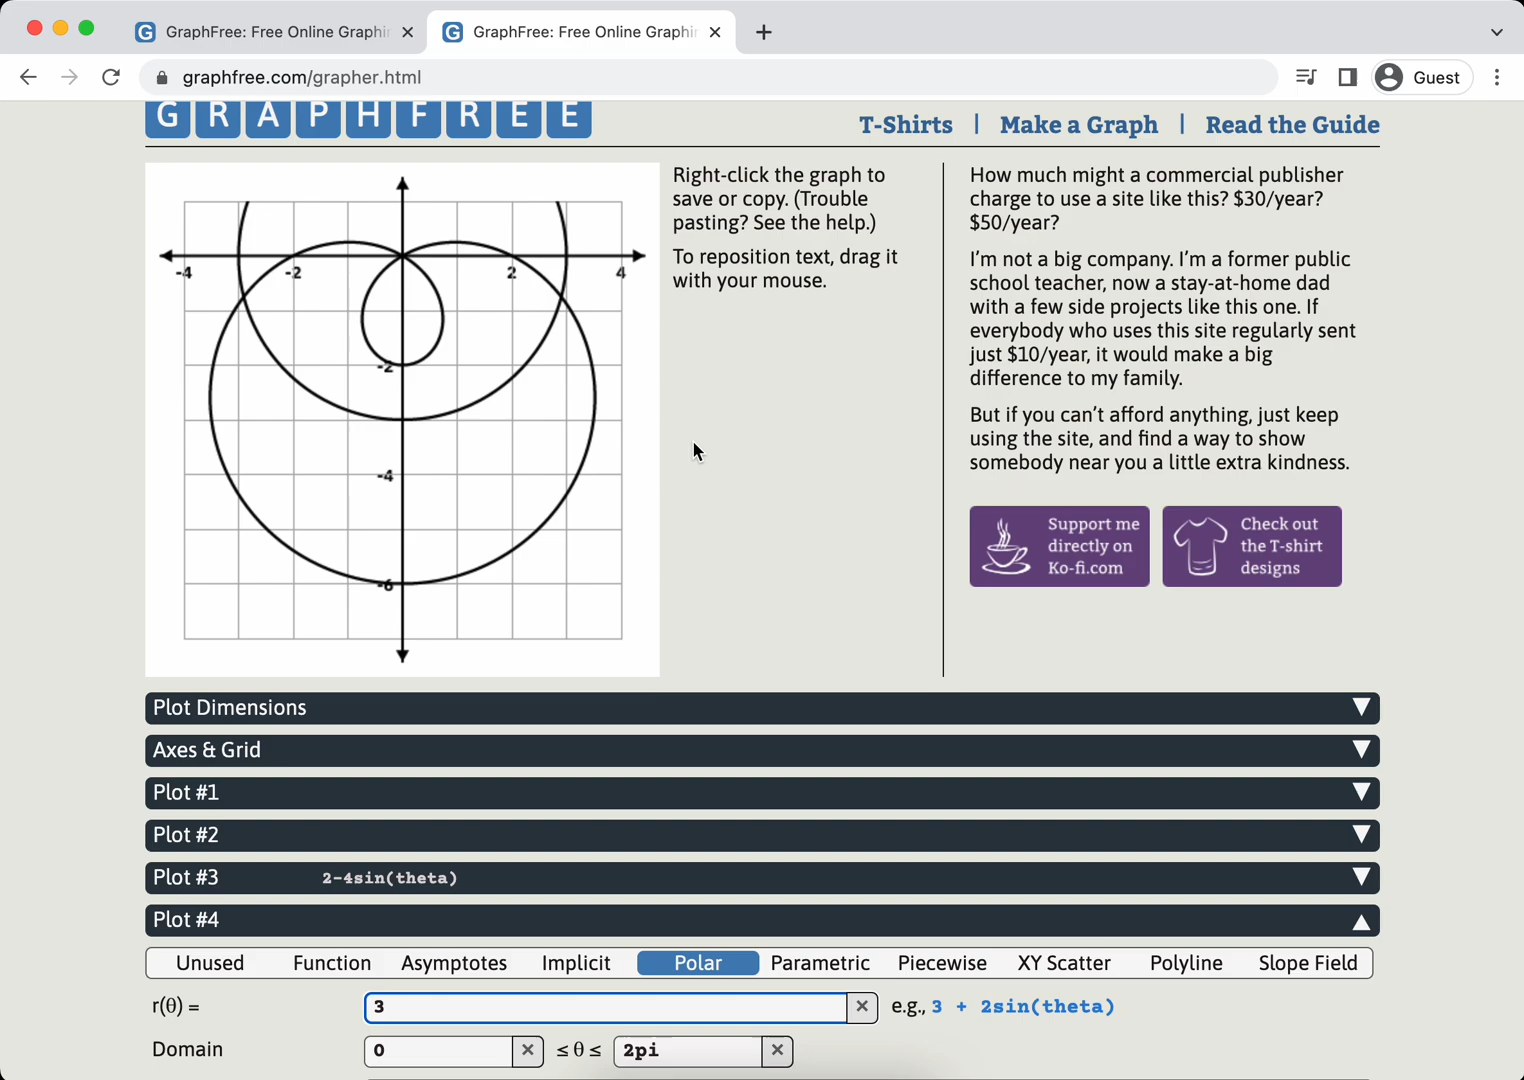 GraphFree: Free Online Graphi
GraphFree: Free Online Graphi
graphfree.com/grapher.html
Guest
GRAPHFREE
T-Shirts | Make a Graph | Read the Guide
Right-click the graph to
save or copy. (Trouble
pasting? See the help.)
To reposition text, drag it
with your mouse.
How much might a commercial publisher
charge to use a site like this? $30/year?
$50/year?
I'm not a big company. I'm a former public
school teacher, now a stay-at-home dad
with a few side projects like this one. If
everybody who uses this site regularly sent
just $10/year, it would make a big
difference to my family.
But if you can't afford anything, just keep
using the site, and find a way to show
somebody near you a little extra kindness.
Support me
directly on
Ko-fi.com
Check out
the T-shirt
designs
-4 -2 2 4
-2
-4
-6
Plot Dimensions
Axes & Grid
Plot #1
Plot #2
Plot #3 2-4sin(theta)
Plot #4
Unused Function Asymptotes Implicit Polar Parametric Piecewise XY Scatter Polyline Slope Field
r(θ) = 3 e.g., 3 + 2sin(theta)
Domain 0 ≤ θ ≤ 2pi